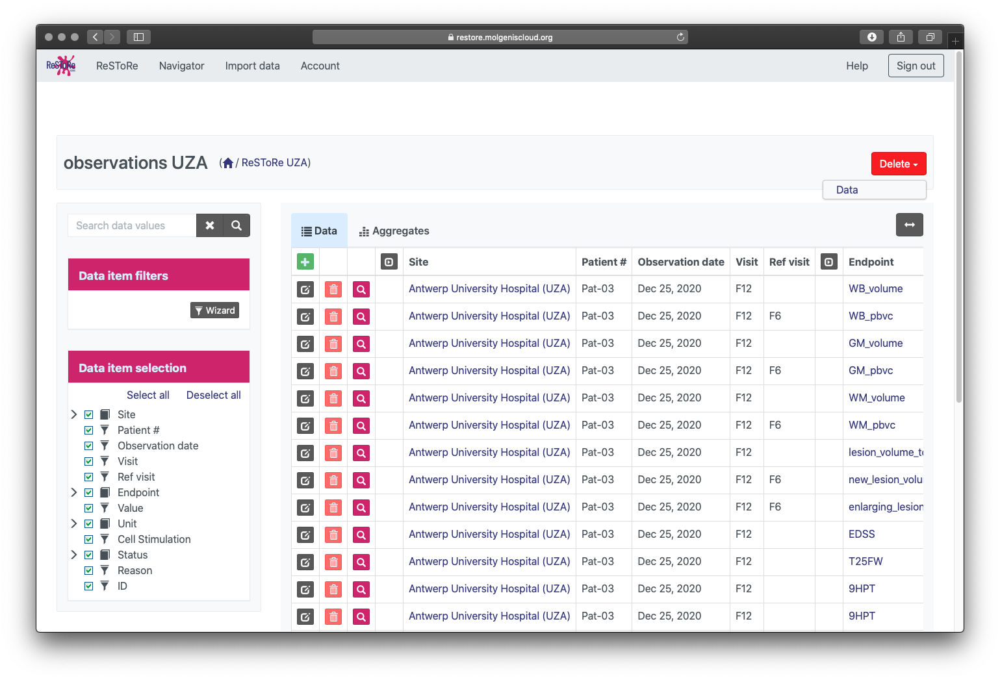 restore.molgeniscloud.org
ReSToRe ReSToRe Navigator Import data Account Help Sign out
observations UZA (/ ReSToRe UZA) Delete
Data
Search data values
Data Aggregates
Data item filters
Wizard
Data item selection
Select all Deselect all
Site
Patient #
Observation date
Visit
Ref visit
Endpoint
Value
Unit
Cell Stimulation
Status
Reason
ID
Site Patient # Observation date Visit Ref visit Endpoint
Antwerp University Hospital (UZA) Pat-03 Dec 25, 2020 F12 WB_volume
Antwerp University Hospital (UZA) Pat-03 Dec 25, 2020 F12 F6 WB_pbvc
Antwerp University Hospital (UZA) Pat-03 Dec 25, 2020 F12 GM_volume
Antwerp University Hospital (UZA) Pat-03 Dec 25, 2020 F12 F6 GM_pbvc
Antwerp University Hospital (UZA) Pat-03 Dec 25, 2020 F12 WM_volume
Antwerp University Hospital (UZA) Pat-03 Dec 25, 2020 F12 F6 WM_pbvc
Antwerp University Hospital (UZA) Pat-03 Dec 25, 2020 F12 lesion_volume_t
Antwerp University Hospital (UZA) Pat-03 Dec 25, 2020 F12 F6 new_lesion_volu
Antwerp University Hospital (UZA) Pat-03 Dec 25, 2020 F12 F6 enlarging_lesion
Antwerp University Hospital (UZA) Pat-03 Dec 25, 2020 F12 EDSS
Antwerp University Hospital (UZA) Pat-03 Dec 25, 2020 F12 T25FW
Antwerp University Hospital (UZA) Pat-03 Dec 25, 2020 F12 9HPT
Antwerp University Hospital (UZA) Pat-03 Dec 25, 2020 F12 9HPT